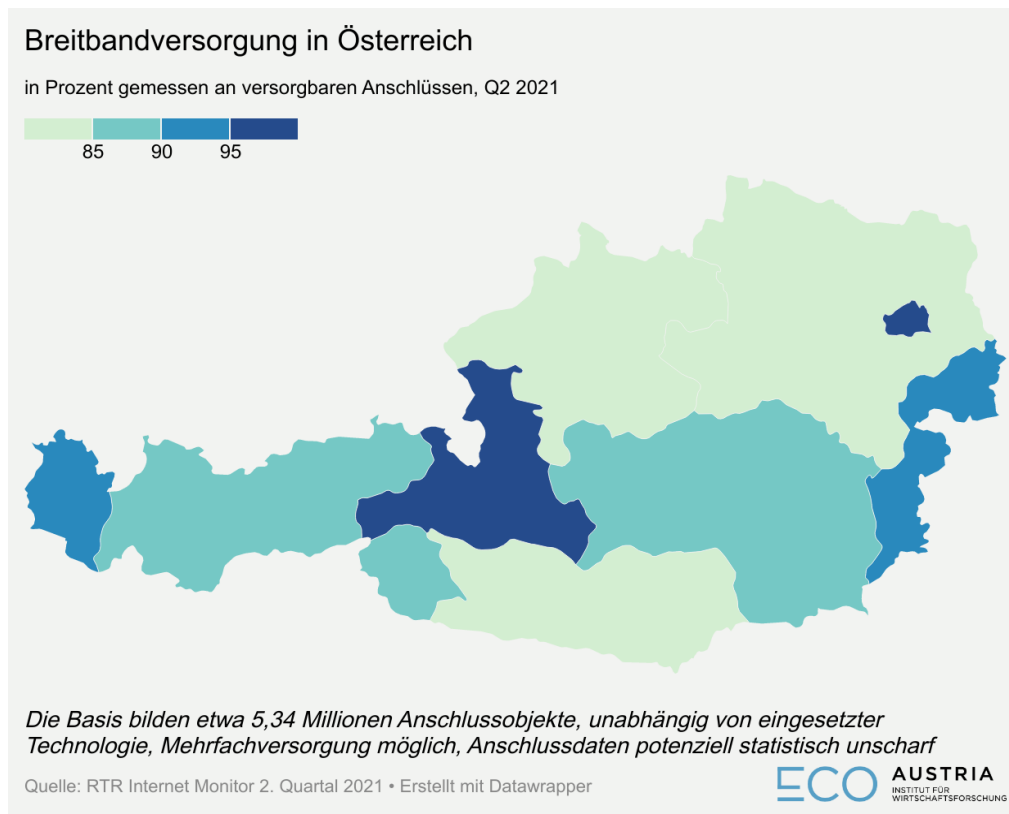 Breitbandversorgung in Österreich
in Prozent gemessen an versorgbaren Anschlüssen, Q2 2021
85 90 95
Die Basis bilden etwa 5,34 Millionen Anschlussobjekte, unabhängig von eingesetzter
Technologie, Mehrfachversorgung möglich, Anschlussdaten potenziell statistisch unscharf
Quelle: RTR Internet Monitor 2. Quartal 2021 • Erstellt mit Datawrapper
ECO AUSTRIA
INSTITUT FÜR
WIRTSCHAFTSFORSCHUNG